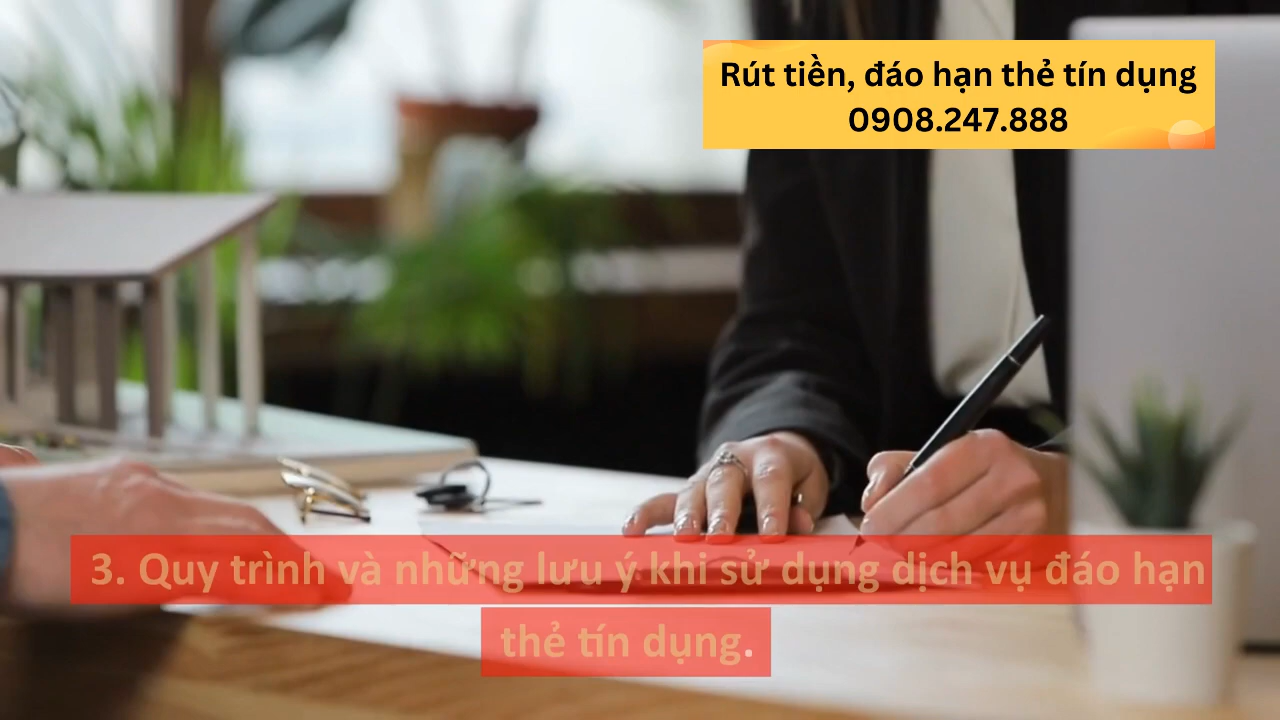 Rút tiền, đáo hạn thẻ tín dụng
0908.247.888
3. Quy trình và những lưu ý khi sử dụng dịch vụ đáo hạn
thẻ tín dụng.